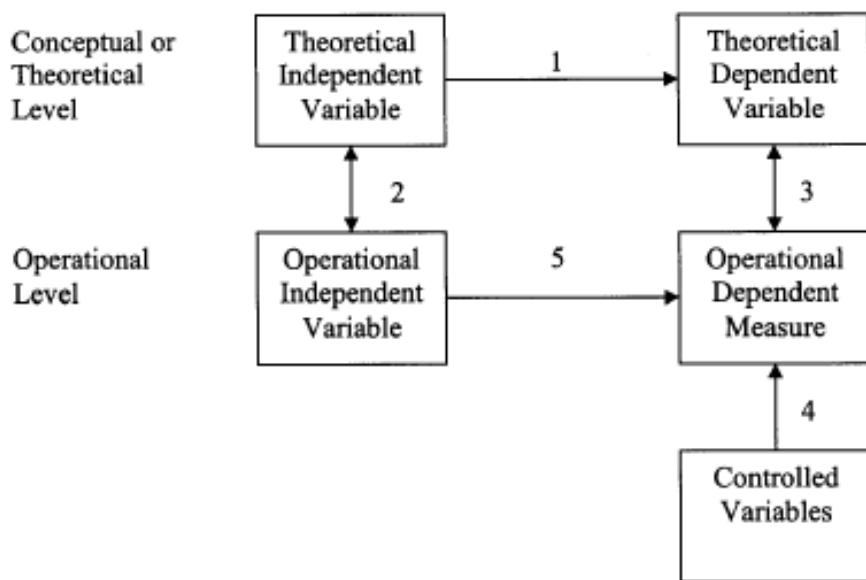 Conceptual or
Theoretical
Level
Theoretical
Independent
Variable
1
Theoretical
Dependent
Variable
2
3
Operational
Level
Operational
Independent
Variable
5
Operational
Dependent
Measure
4
Controlled
Variables